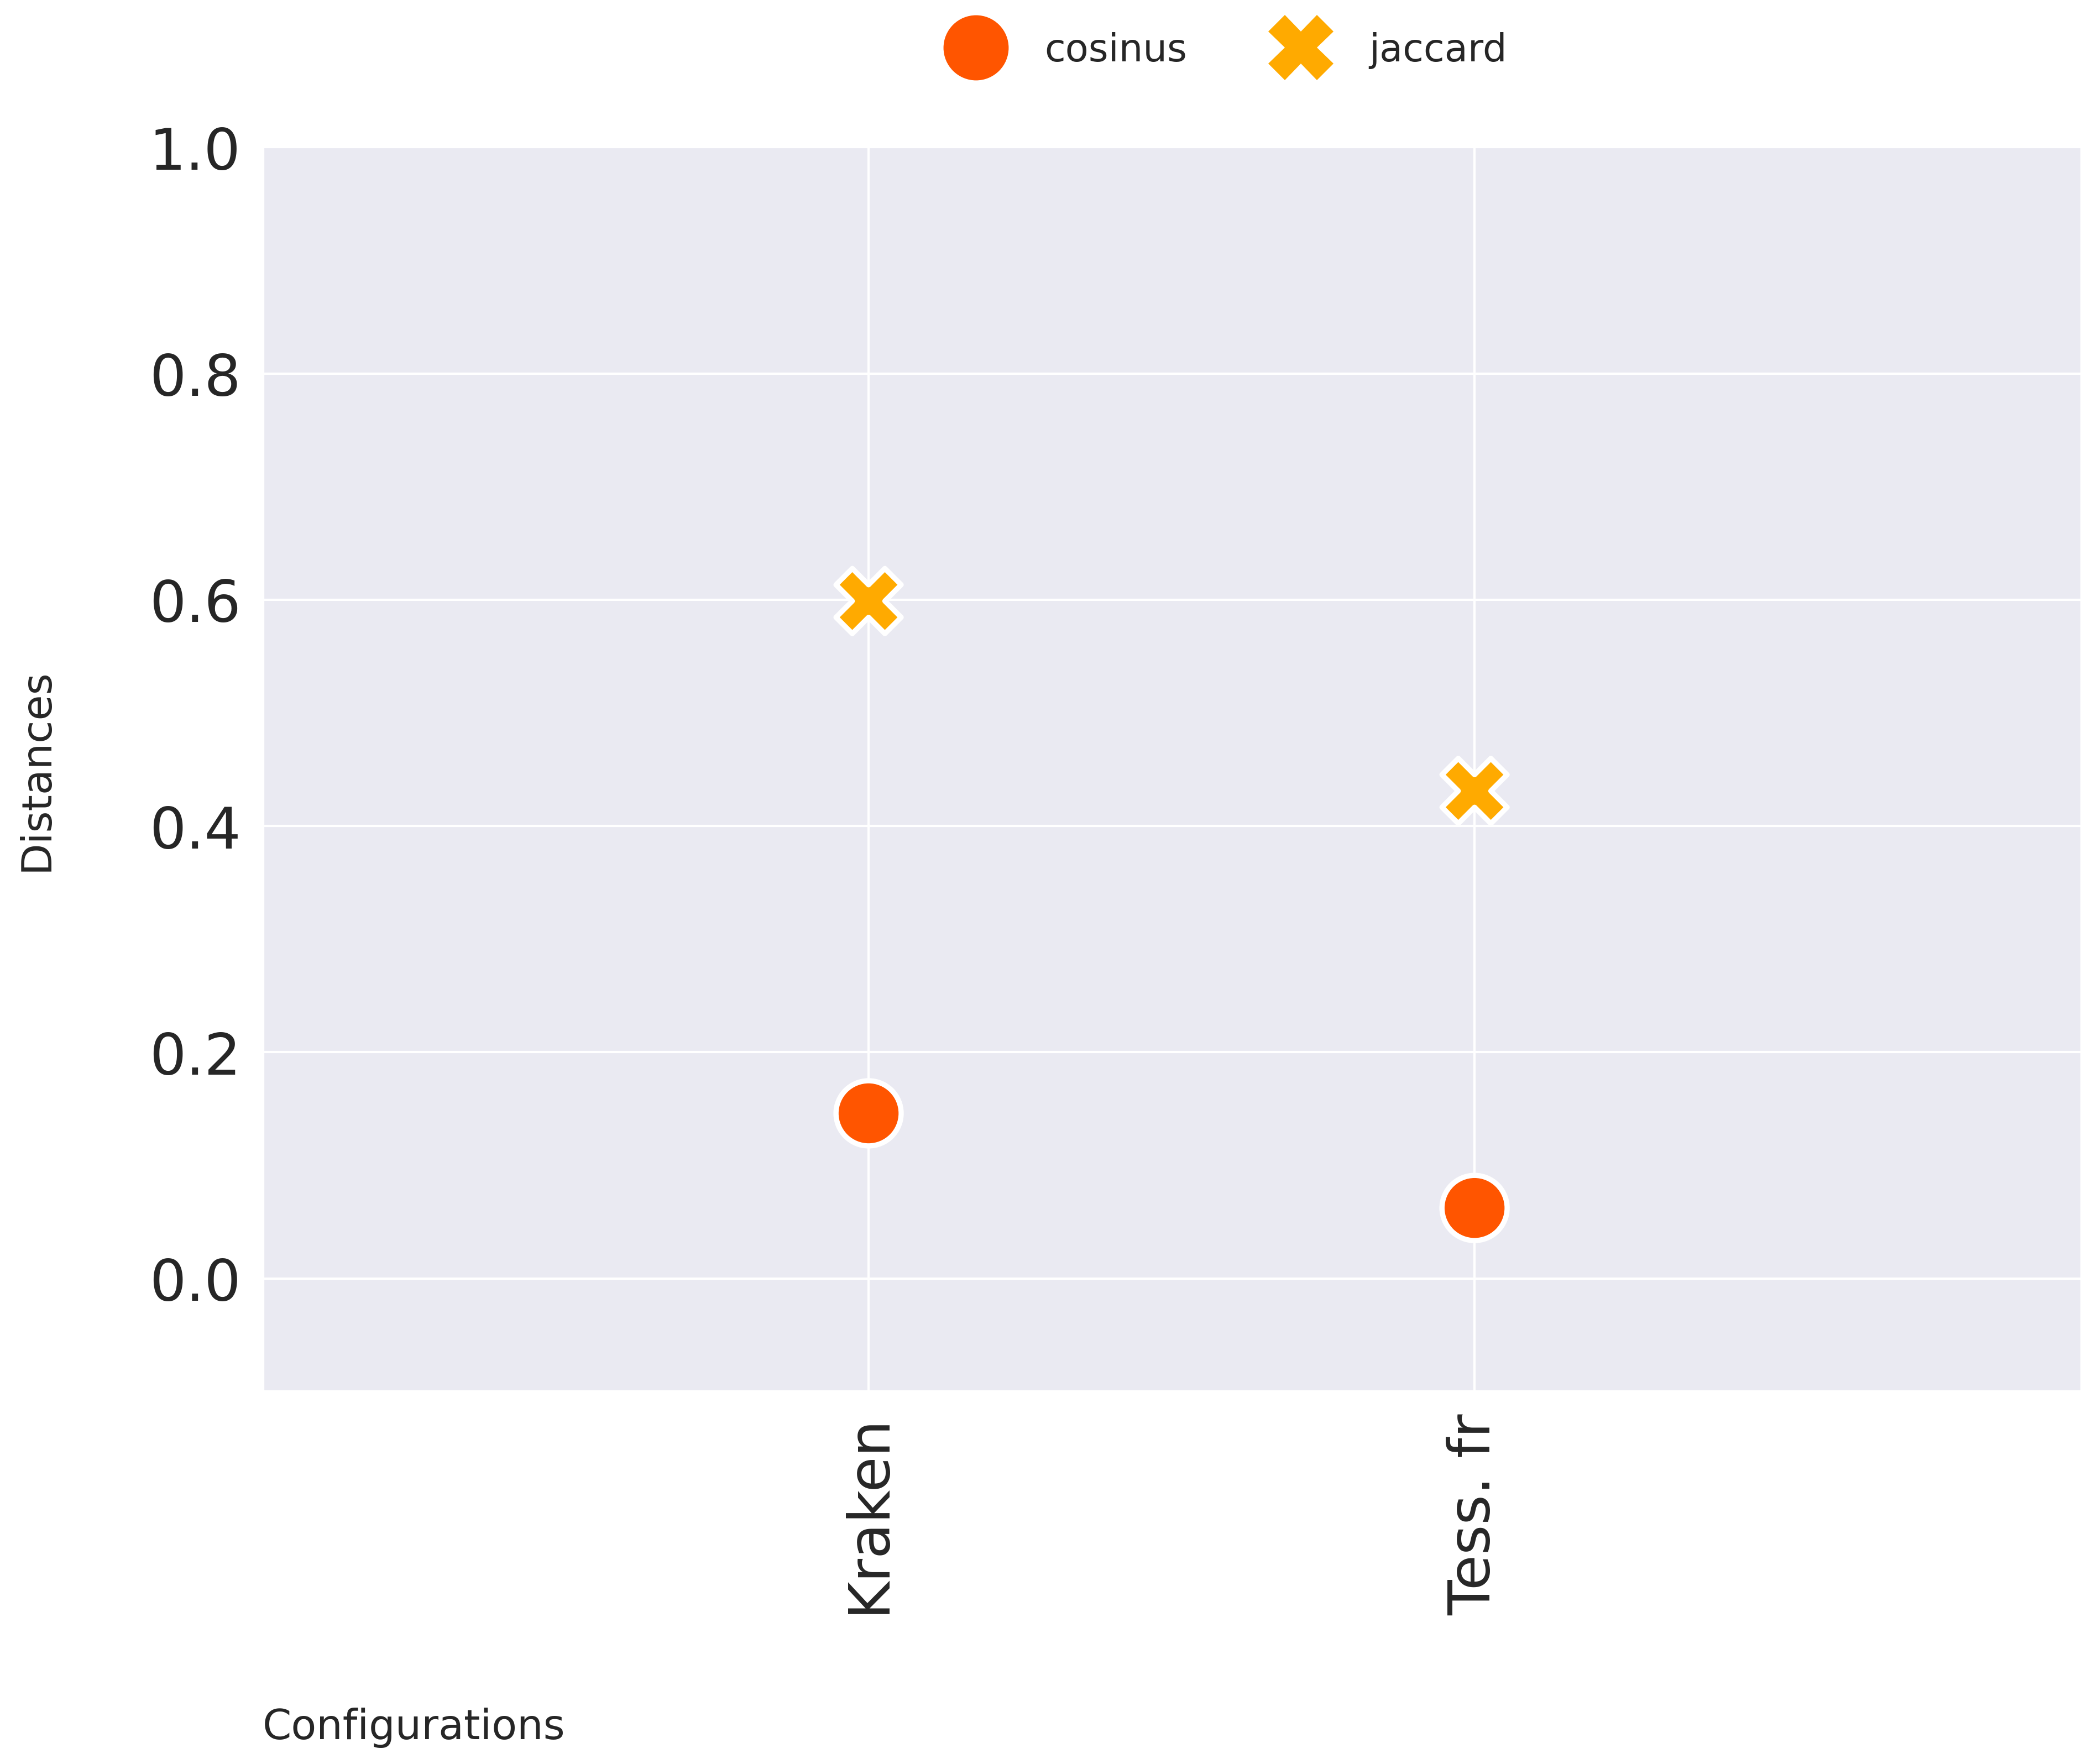 cosinus jaccard
1.0
0.8
0.6
0.4
0.2
0.0
Distances
Kraken
Tess. fr
Configurations